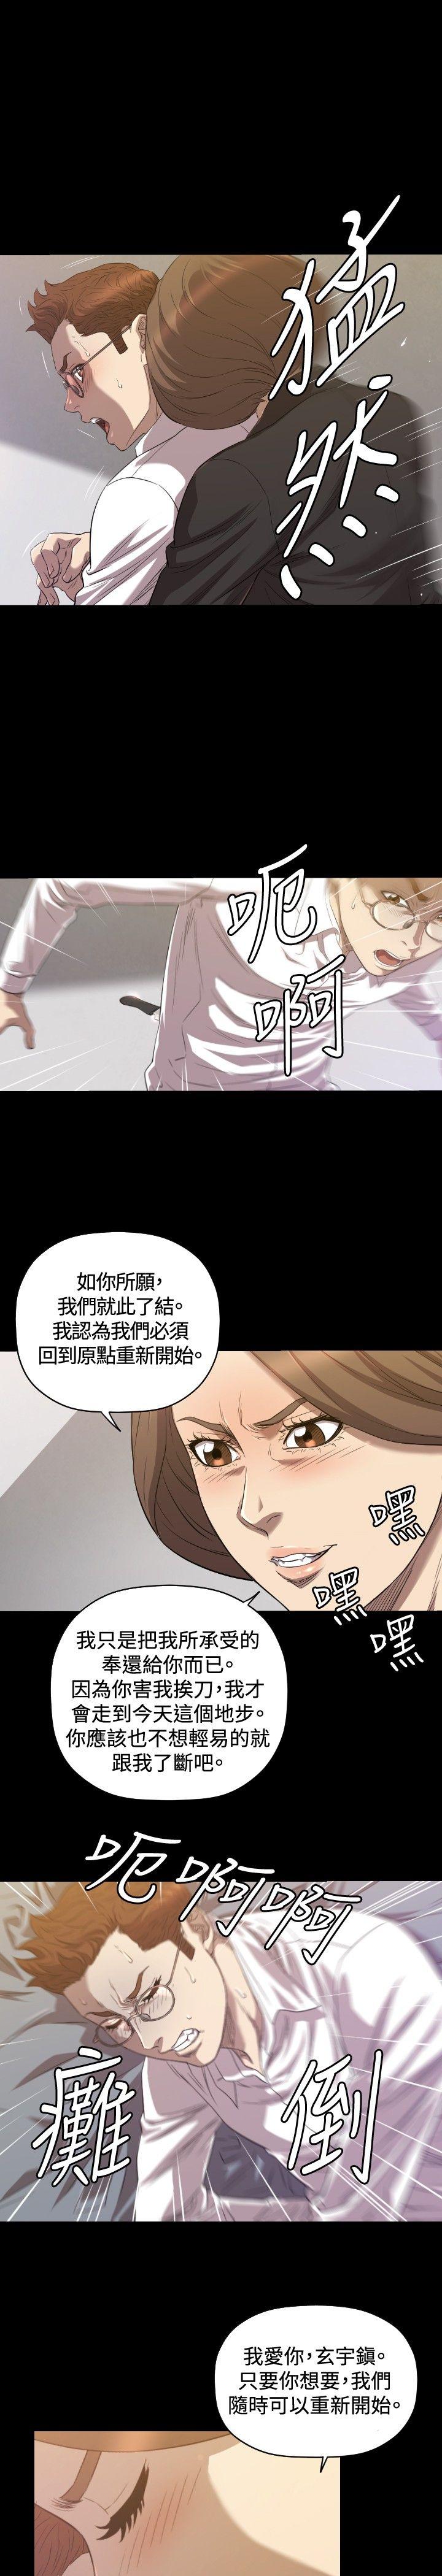 猛然
呃啊
如你所願，
我們就此了結。
我認為我們必須
回到原點重新開始。
嘿
嘿
嘿
我只是把我所承受的
奉還給你而已。
因為你害我挨刀，我才
會走到今天這個地步。
你應該也不想輕易的就
跟我了斷吧。
呃啊啊
癱倒
我愛你，玄宇鎮。
只要你想要，我們
隨時可以重新開始。